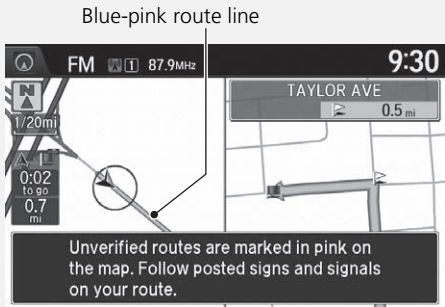 Blue-pink route line
FM 1 87.9MHz 9:30
N
1/20mi
TAYLOR AVE
0.5 mi
0:02
to go
0.7
mi
Unverified routes are marked in pink on
the map. Follow posted signs and signals
on your route.